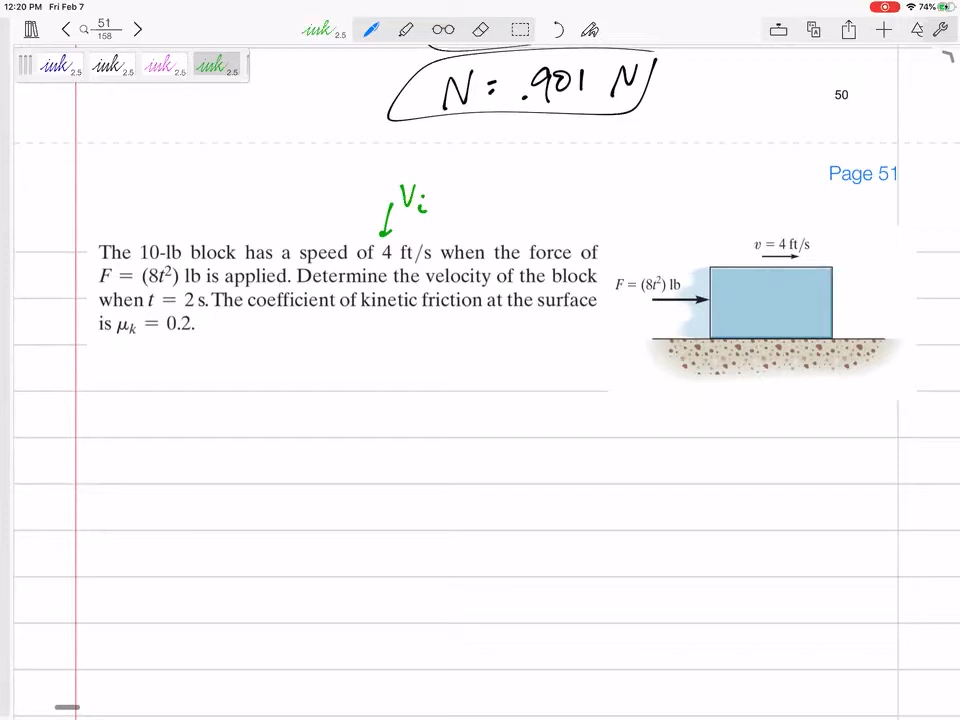 12:20 PM Fri Feb 7
74%
51
158
ink 2.5
ink 2.5 ink 2.5 ink 2.5 ink 2.5
N = .901 N
50
Page 51
Vi
The 10-lb block has a speed of 4 ft/s when the force of
F = (8t²) lb is applied. Determine the velocity of the block
when t = 2 s. The coefficient of kinetic friction at the surface
is μk = 0.2.
v = 4 ft/s
F = (8t²) lb